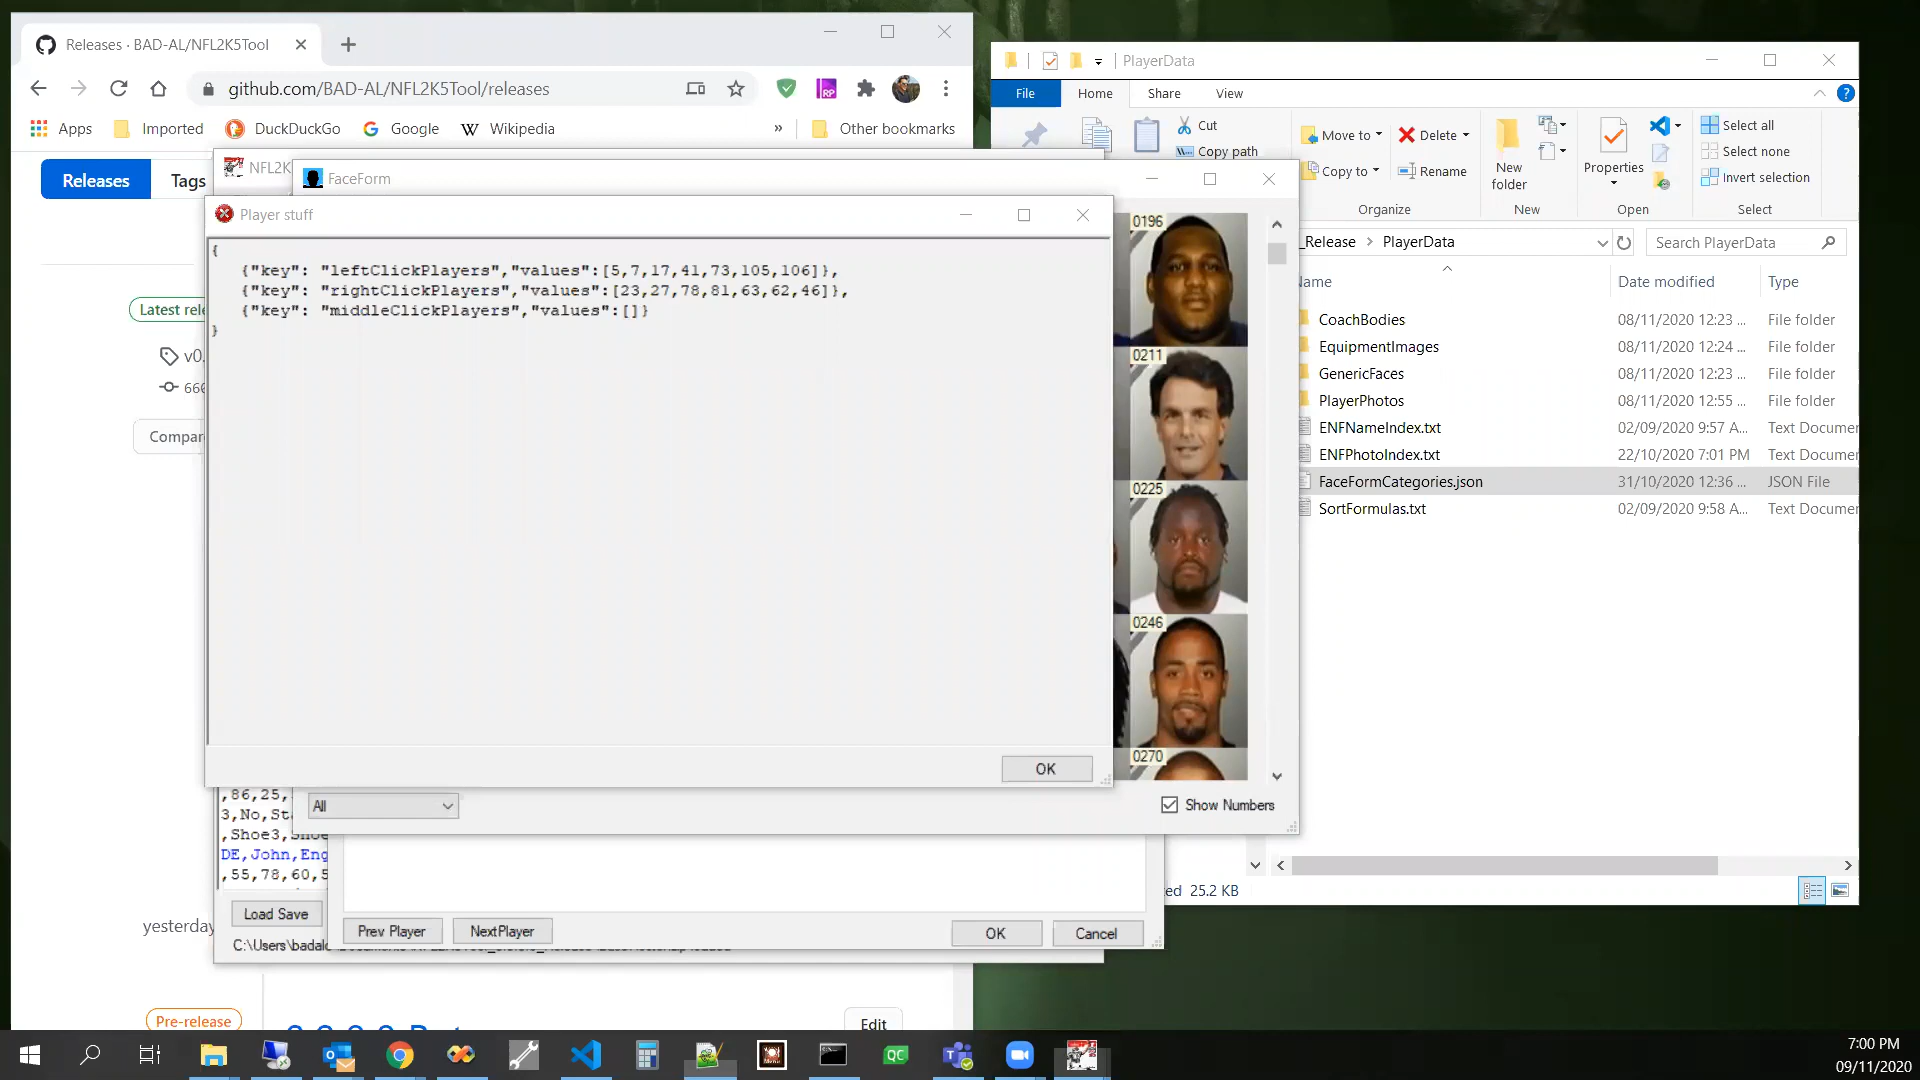 Releases · BAD-AL/NFL2K5Tool
github.com/BAD-AL/NFL2K5Tool/releases
Apps
Imported
DuckDuckGo
Google
Wikipedia
»
Other bookmarks
Releases
Tags
Latest rele
v0.
666
Compar
yesterday
Pre-release
Edit
NFL2K
FaceForm
Player stuff
{
{"key": "leftClickPlayers","values":[5,7,17,41,73,105,106]},
{"key": "rightClickPlayers","values":[23,27,78,81,63,62,46]},
{"key": "middleClickPlayers","values":[]}
}
OK
0196
0211
0225
0246
0270
All
Show Numbers
,86,25,
3,No,Sta
,Shoe3,Shoe
DE,John,Eng
,55,78,60,5
Load Save
Prev Player
NextPlayer
OK
Cancel
C:\Users\badalo
PlayerData
File
Home
Share
View
Cut
Copy path
Move to
Copy to
Delete
Rename
New
folder
Properties
Select all
Select none
Invert selection
Organize
New
Open
Select
_Release
PlayerData
Search PlayerData
Name
Date modified
Type
CoachBodies
08/11/2020 12:23 ...
File folder
EquipmentImages
08/11/2020 12:24 ...
File folder
GenericFaces
08/11/2020 12:23 ...
File folder
PlayerPhotos
08/11/2020 12:55 ...
File folder
ENFNameIndex.txt
02/09/2020 9:57 A...
Text Documen
ENFPhotoIndex.txt
22/10/2020 7:01 PM
Text Documen
FaceFormCategories.json
31/10/2020 12:36 ...
JSON File
SortFormulas.txt
02/09/2020 9:58 A...
Text Documen
ed 25.2 KB
QC
7:00 PM
09/11/2020